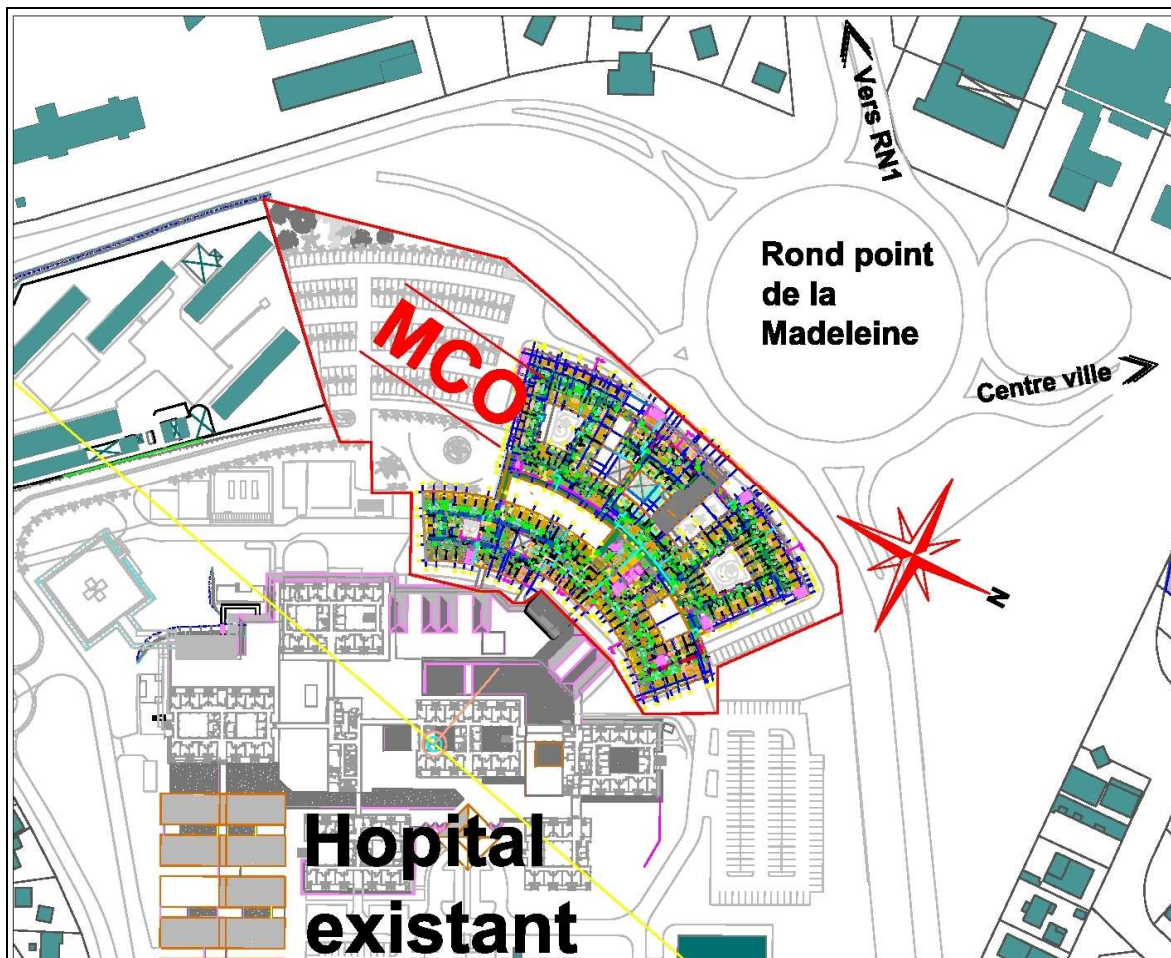 Vers RN1
Rond point
de la
Madeleine
MCO
Centre ville
N
Hopital
existant